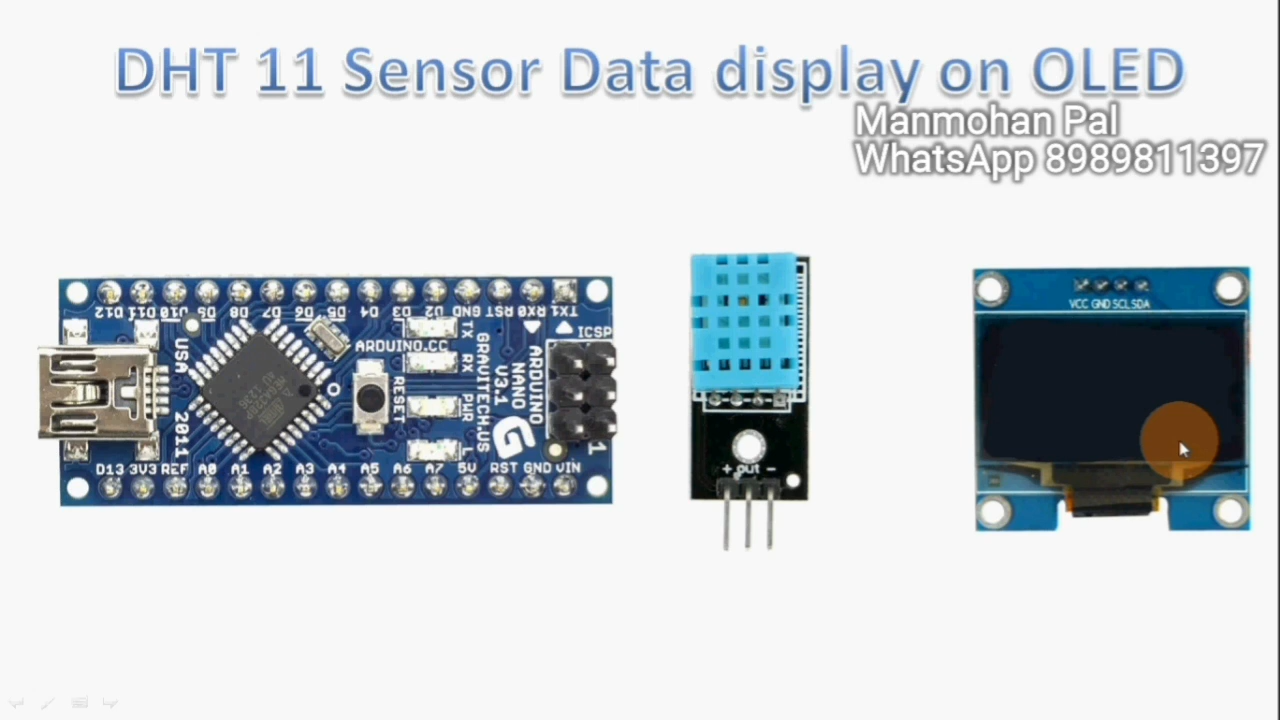 DHT 11 Sensor Data display on OLED
Manmohan Pal
WhatsApp 8989811397
D12 D11 D10 D9 D8 D7 D6 D5 D4 D3 D2 GND RST RX0 TX1
ICSP
TX
RX
PWR
L
ARDUINO.CC
RESET
USA
2011
GRAVITECH.US
ARDUINO
NANO
V3.1
G
1
D13 3V3 REF A0 A1 A2 A3 A4 A5 A6 A7 5V RST GND VIN
+ out -
VCC GND SCL SDA